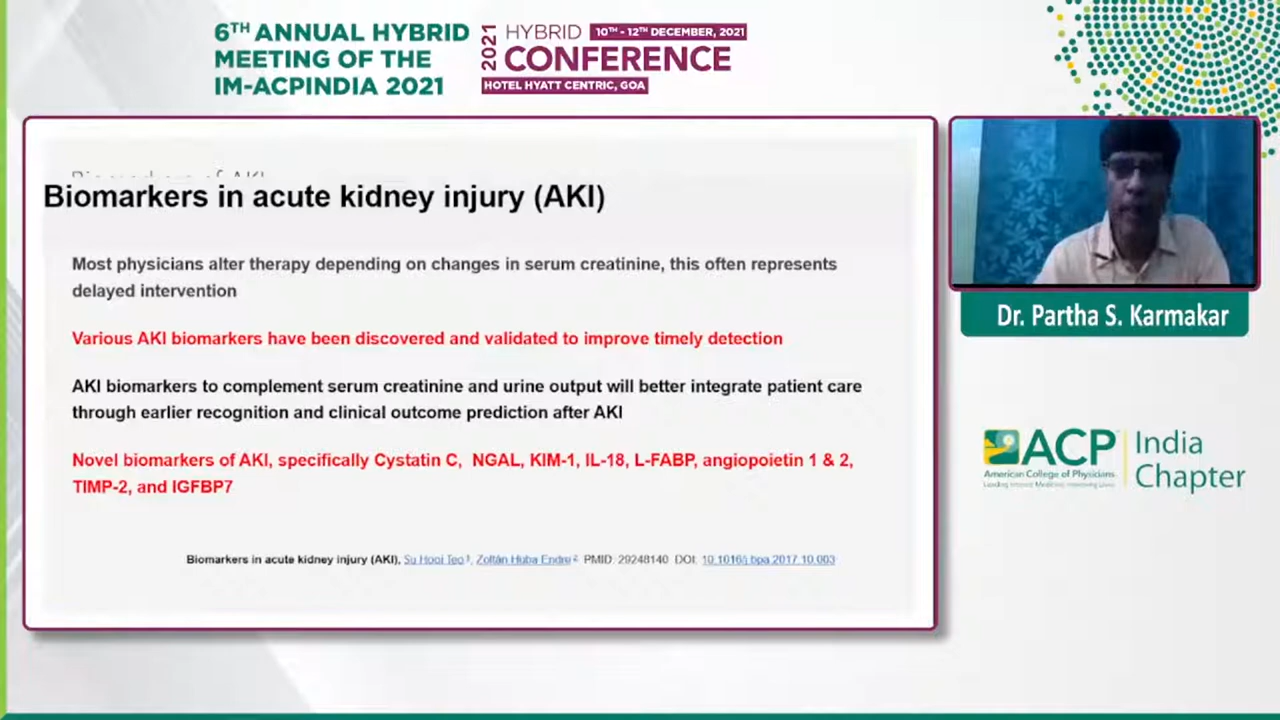 6TH ANNUAL HYBRID
MEETING OF THE
IM-ACPINDIA 2021
2021
HYBRID
10TH - 12TH DECEMBER, 2021
CONFERENCE
HOTEL HYATT CENTRIC, GOA
Biomarkers in acute kidney injury (AKI)
Most physicians alter therapy depending on changes in serum creatinine, this often represents
delayed intervention
Various AKI biomarkers have been discovered and validated to improve timely detection
AKI biomarkers to complement serum creatinine and urine output will better integrate patient care
through earlier recognition and clinical outcome prediction after AKI
Novel biomarkers of AKI, specifically Cystatin C, NGAL, KIM-1, IL-18, L-FABP, angiopoietin 1 & 2,
TIMP-2, and IGFBP7
Biomarkers in acute kidney injury (AKI), Su Hooi Teo 1, Zoltán Huba Endre 2 PMID: 29248140 DOI: 10.1016/j.bpa.2017.10.003
Dr. Partha S. Karmakar
ACP
American College of Physicians
India
Chapter